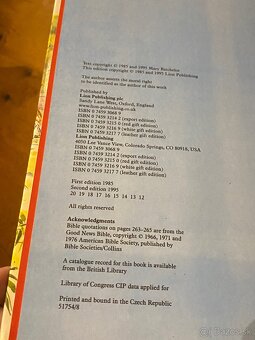 Text copyright © 1985 and 1995 Mary Batchelor
This edition copyright © 1985 and 1995 Lion Publishing
The author asserts the moral right
to be identified as the author of this work
Published by
Lion Publishing plc
Sandy Lane West, Oxford, England
www.lion-publishing.co.uk
ISBN 0 7459 3068 9
ISBN 0 7459 3214 2 (export edition)
ISBN 0 7459 3215 0 (red gift edition)
ISBN 0 7459 3216 9 (white gift edition)
ISBN 0 7459 3217 7 (leather gift edition)
Lion Publishing
4050 Lee Vance View, Colorado Springs, CO 80918, USA
ISBN 0 7459 3068 9
ISBN 0 7459 3214 2 (export edition)
ISBN 0 7459 3215 0 (red gift edition)
ISBN 0 7459 3216 9 (white gift edition)
ISBN 0 7459 3217 7 (leather gift edition)
First edition 1985
Second edition 1995
20 19 18 17 16 15 14 13 12
All rights reserved
Acknowledgments
Bible quotations on pages 263–265 are from the
Good News Bible, copyright © 1966, 1971 and
1976 American Bible Society, published by
Bible Societies/Collins
A catalogue record for this book is available
from the British Library
Library of Congress CIP data applied for
Printed and bound in the Czech Republic
51754/8